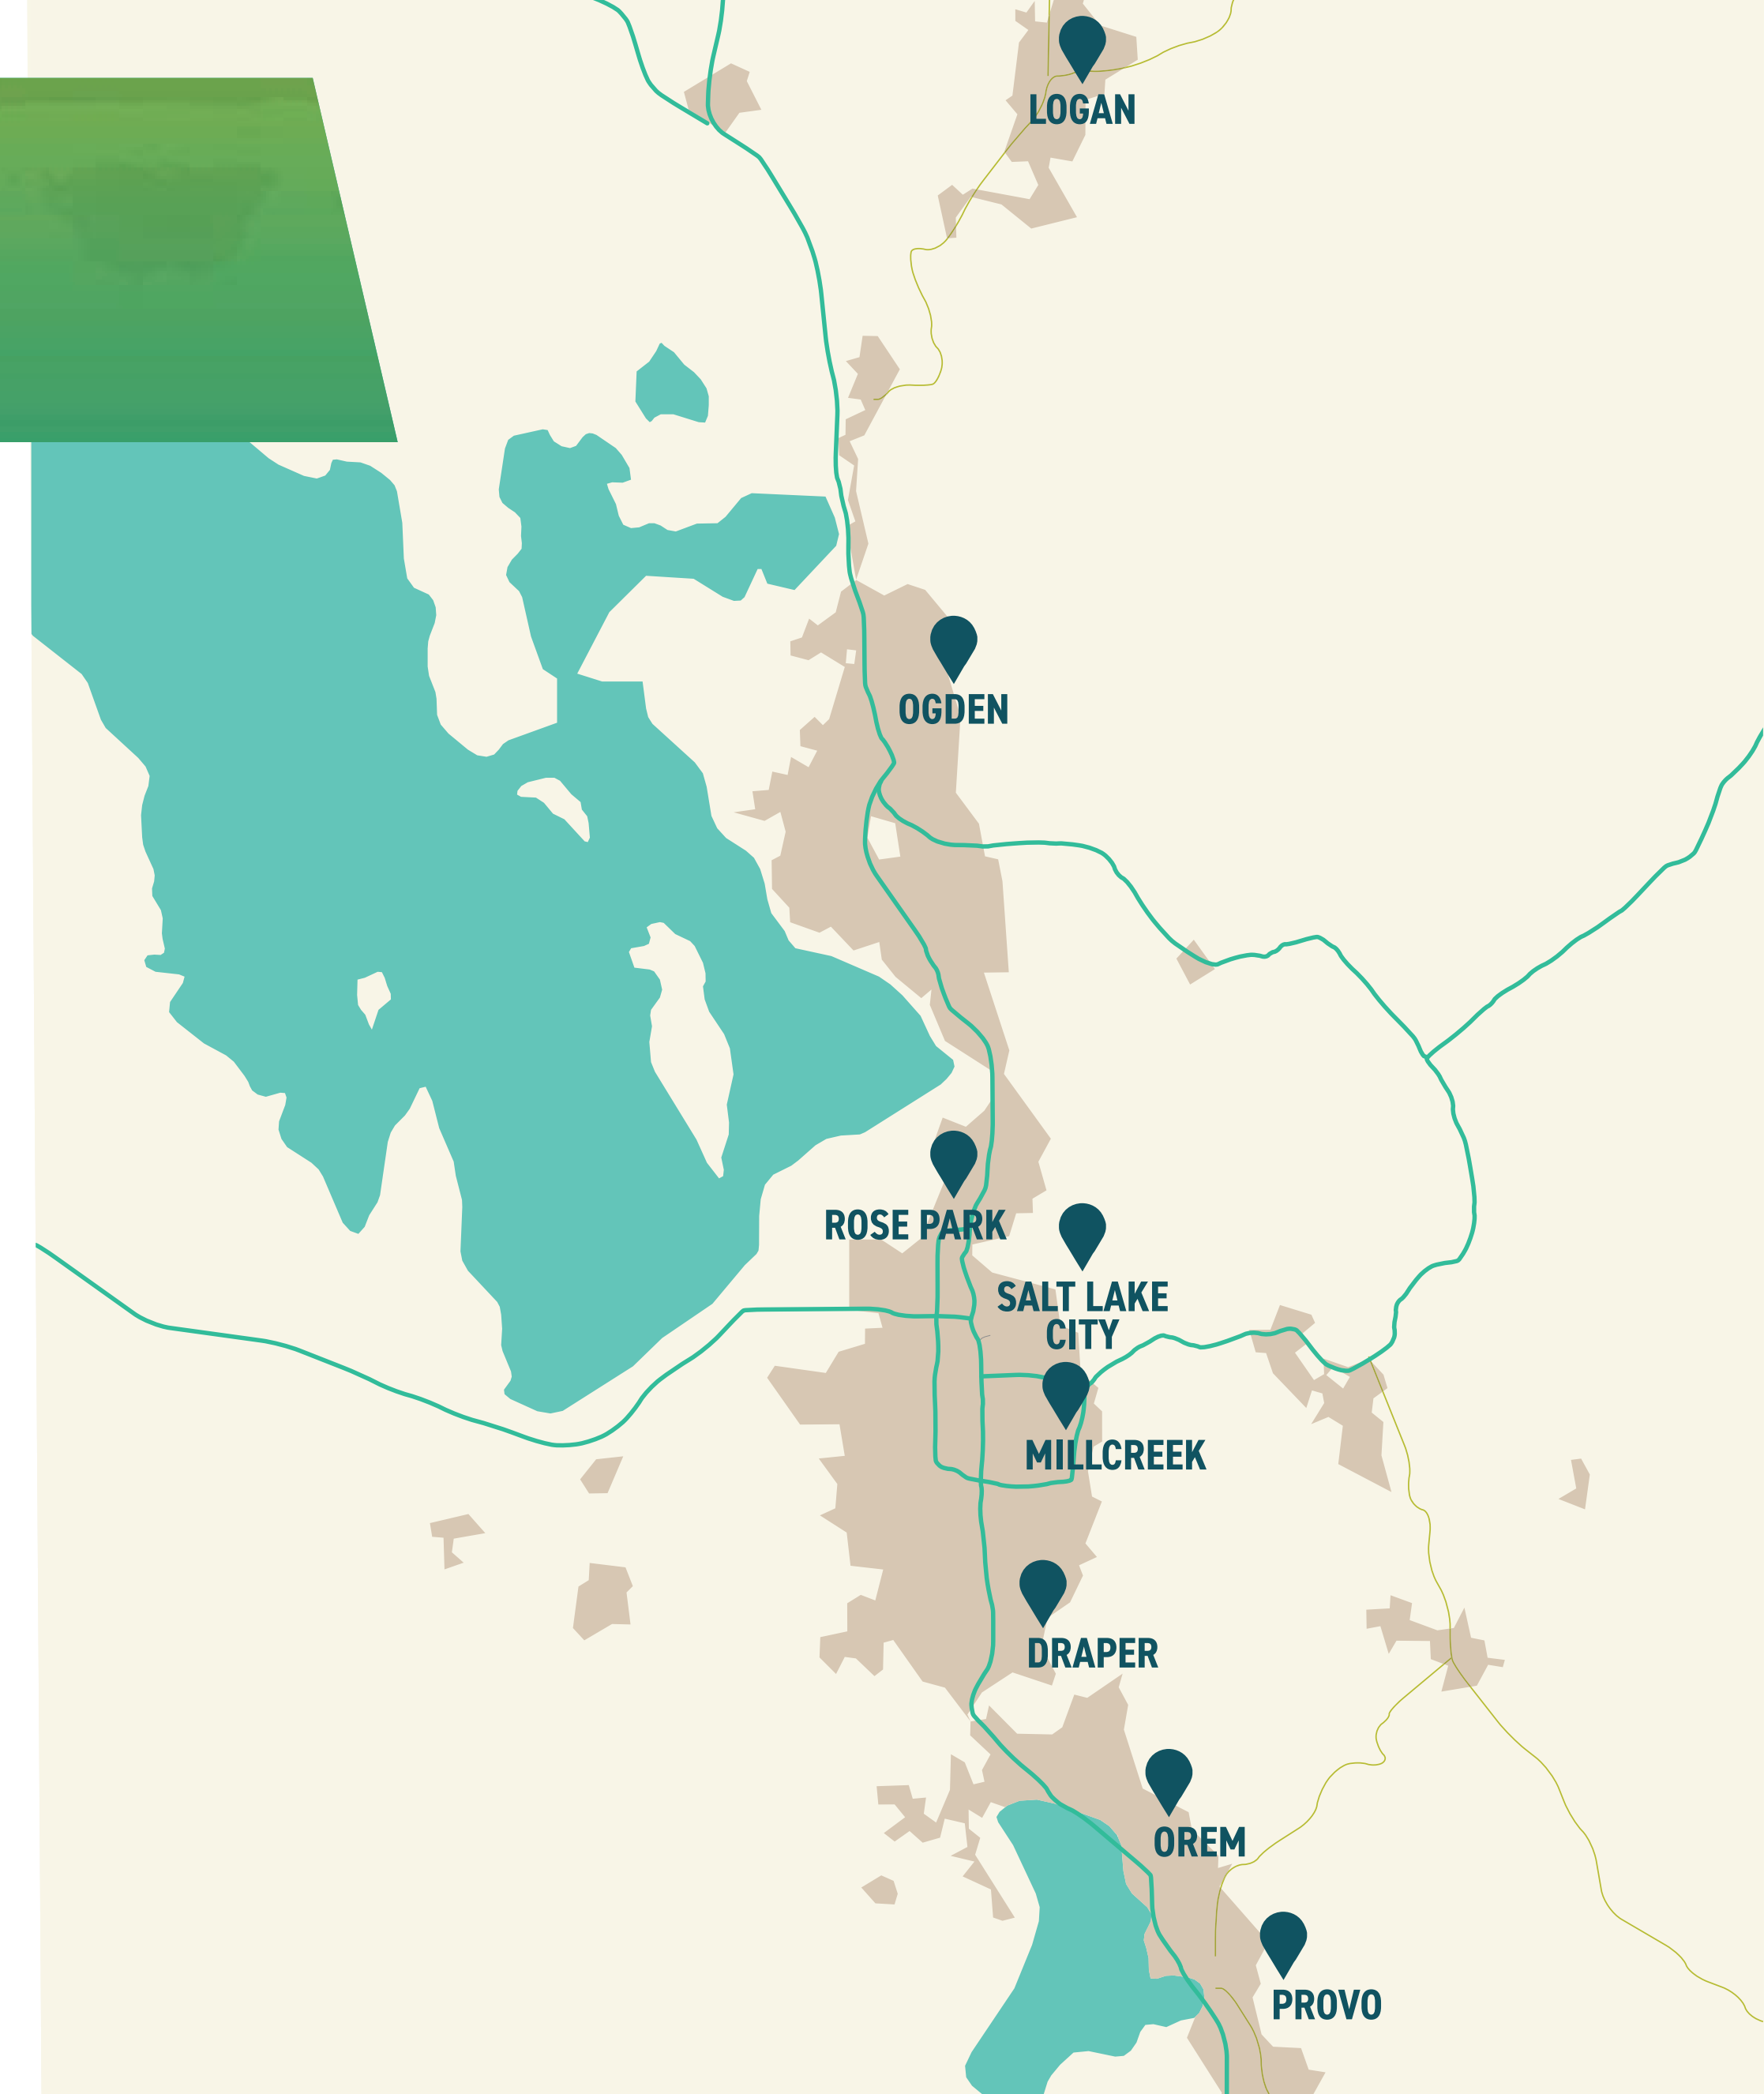 LOGAN
OGDEN
ROSE PARK
SALT LAKE
CITY
MILLCREEK
DRAPER
OREM
PROVO